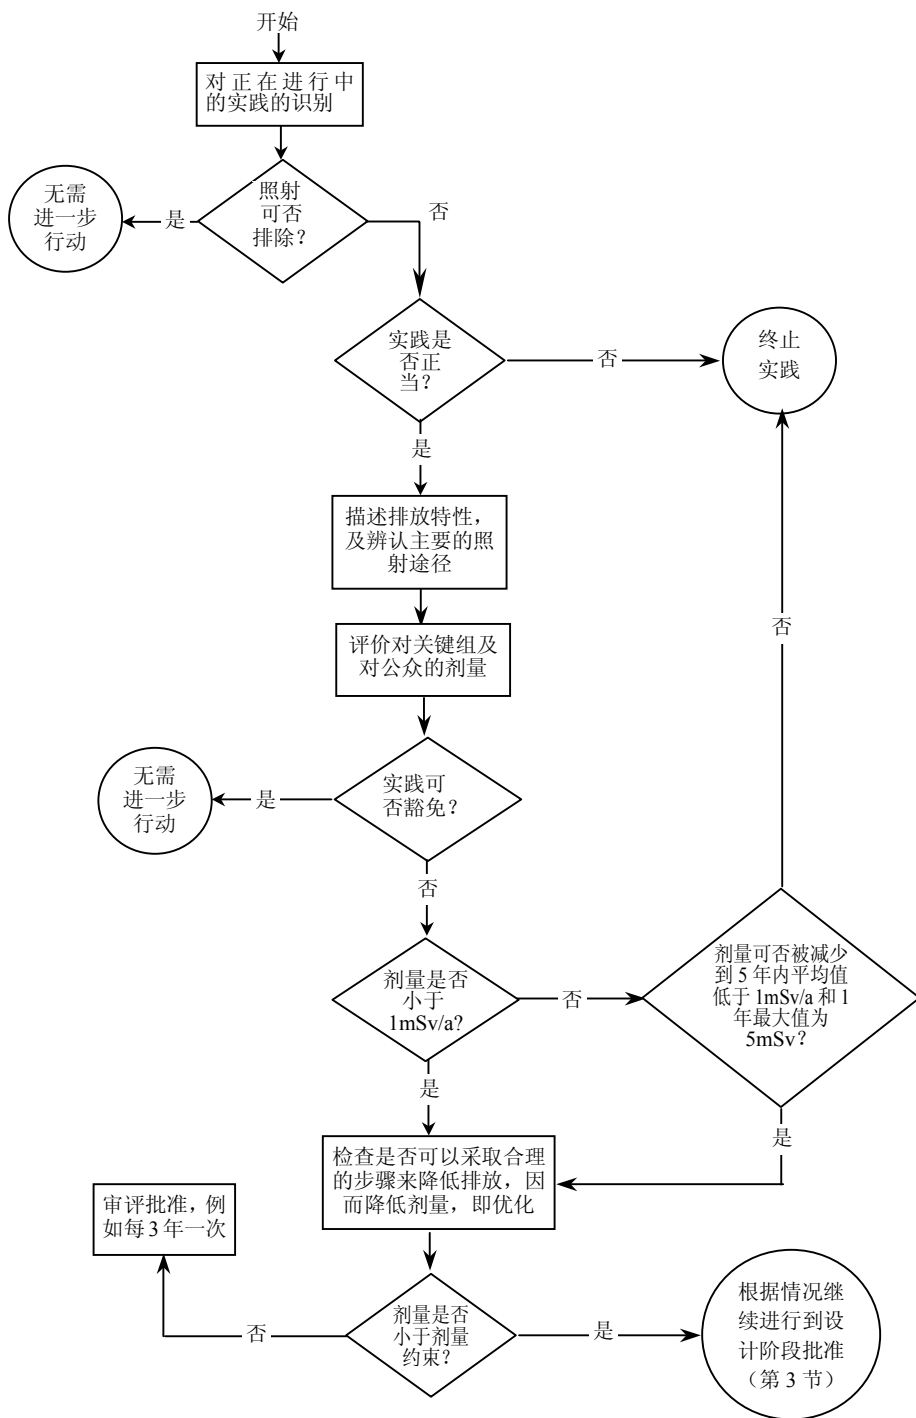 开始
对正在进行中
的实践的识别
照射
可否
排除？
是
无需
进一步
行动
否
实践是
否正
当？
否
终止
实践
是
描述排放特性，
及辨认主要的照
射途径
评价对关键组及
对公众的剂量
实践可
否豁免？
是
无需
进一步
行动
否
否
剂量是否
小于
1mSv/a?
否
剂量可否被减少
到 5 年内平均值
低于 1mSv/a 和 1
年最大值为
5mSv？
是
是
检查是否可以采取合理
的步骤来降低排放，因
而降低剂量，即优化
审评批准，例
如每 3 年一次
剂量是否
小于剂量
约束？
否
是
根据情况继
续进行到设
计阶段批准
（第 3 节）